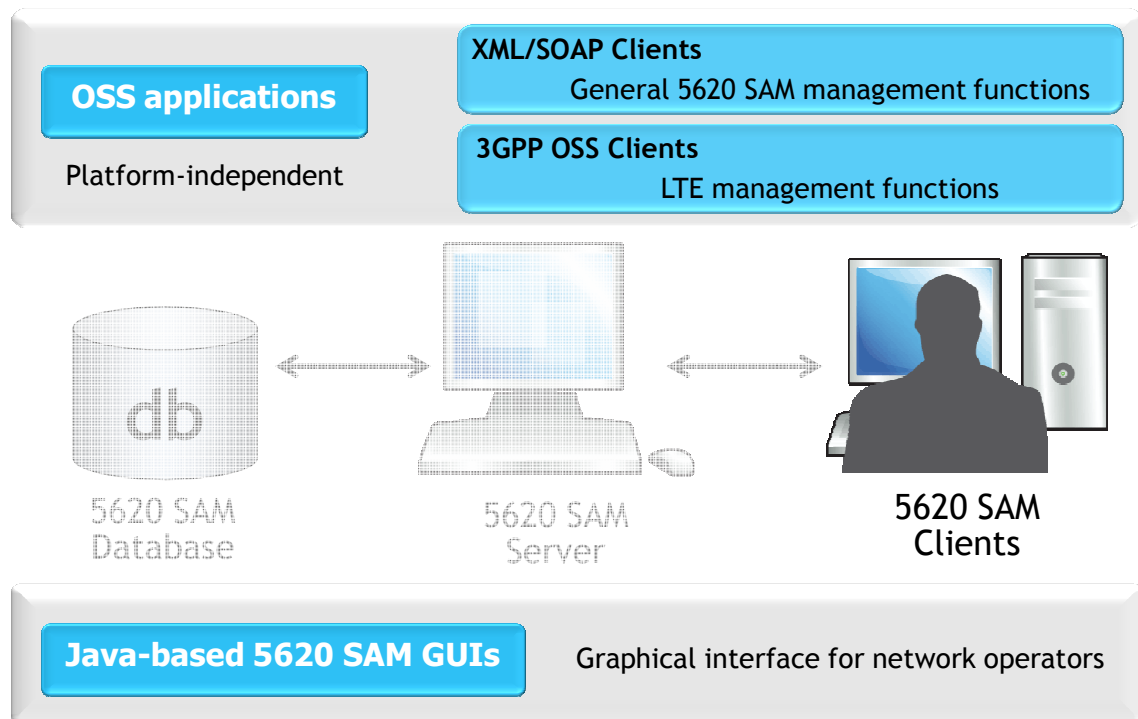 OSS applications
Platform-independent
XML/SOAP Clients
General 5620 SAM management functions
3GPP OSS Clients
LTE management functions
db
5620 SAM
Database
5620 SAM
Server
5620 SAM
Clients
Java-based 5620 SAM GUIs
Graphical interface for network operators